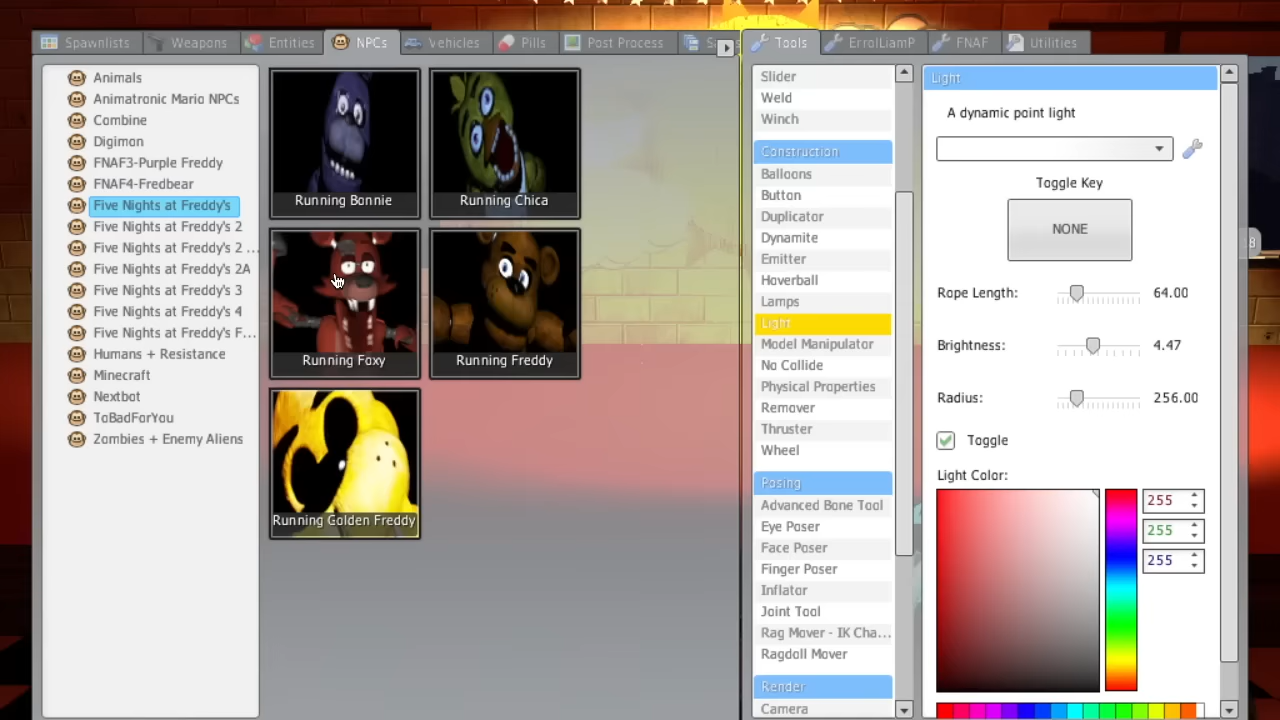 Spawnlists Weapons Entities NPCs Vehicles Pills Post Process Tools ErrolLiamP FNAF Utilities
Animals
Animatronic Mario NPCs
Combine
Digimon
FNAF3-Purple Freddy
FNAF4-Fredbear
Five Nights at Freddy's
Five Nights at Freddy's 2
Five Nights at Freddy's 2 ...
Five Nights at Freddy's 2A
Five Nights at Freddy's 3
Five Nights at Freddy's 4
Five Nights at Freddy's F...
Humans + Resistance
Minecraft
Nextbot
ToBadForYou
Zombies + Enemy Aliens
Running Bonnie
Running Chica
Running Foxy
Running Freddy
Running Golden Freddy
Slider
Weld
Winch
Construction
Balloons
Button
Duplicator
Dynamite
Emitter
Hoverball
Lamps
Light
Model Manipulator
No Collide
Physical Properties
Remover
Thruster
Wheel
Posing
Advanced Bone Tool
Eye Poser
Face Poser
Finger Poser
Inflator
Joint Tool
Rag Mover - IK Cha...
Ragdoll Mover
Render
Camera
Light
A dynamic point light
Toggle Key
NONE
Rope Length: 64.00
Brightness: 4.47
Radius: 256.00
Toggle
Light Color:
255
255
255
8